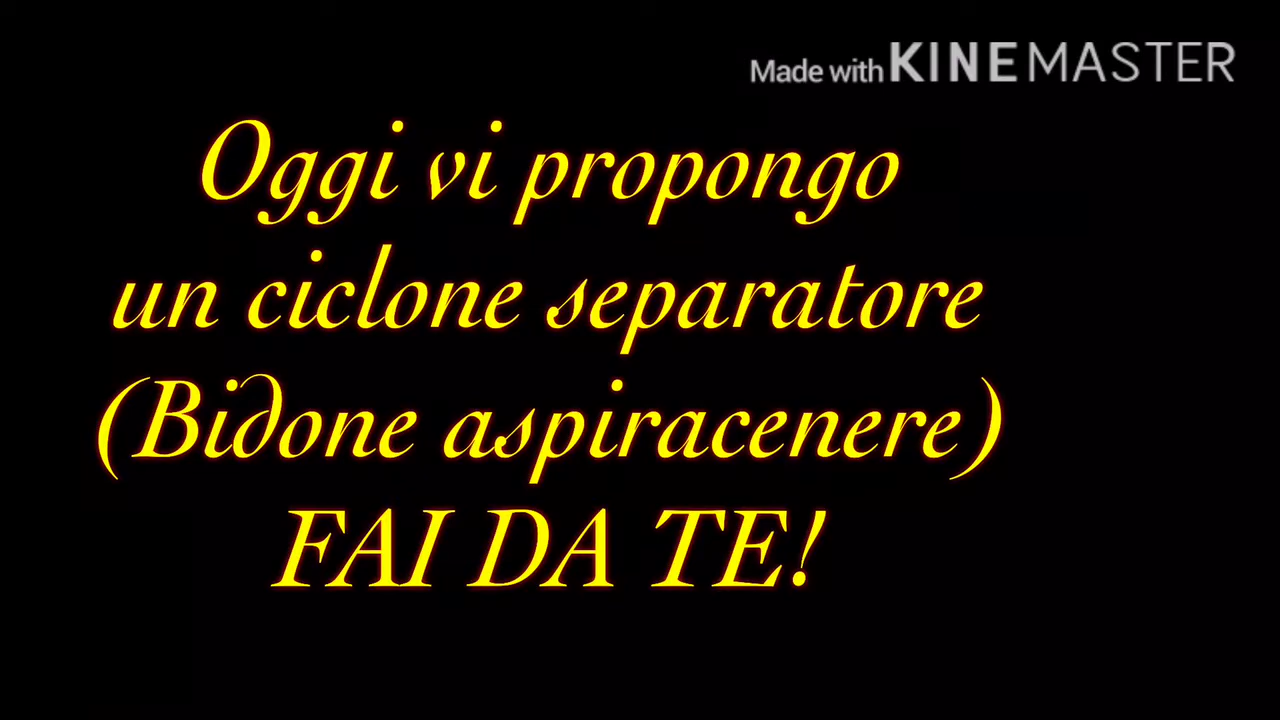 Made with KINEMASTER
Oggi vi propongo
un ciclone separatore
(Bidone aspiracenere)
FAI DA TE!